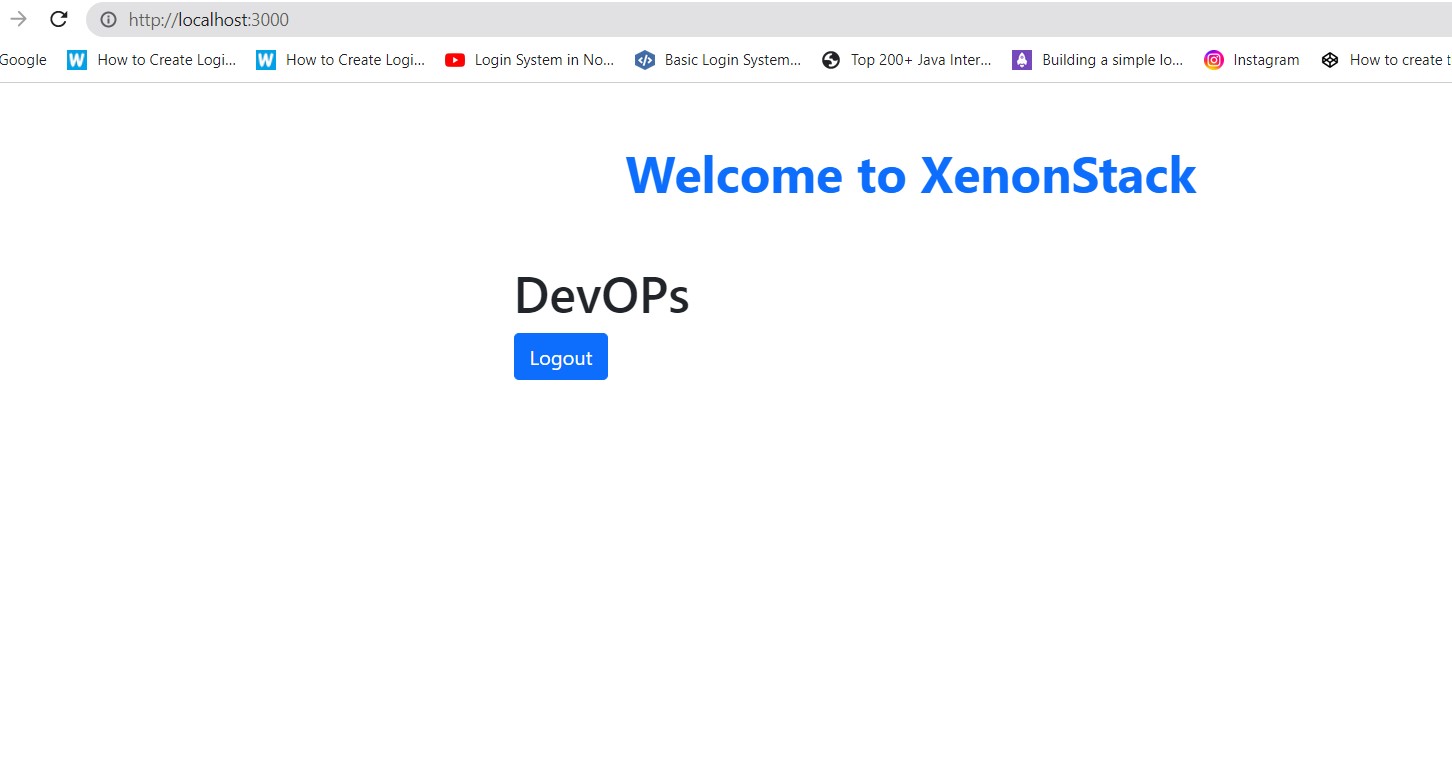 http://localhost:3000
Google How to Create Logi... How to Create Logi... Login System in No... Basic Login System... Top 200+ Java Inter... Building a simple lo... Instagram How to create t
Welcome to XenonStack
DevOPs
Logout